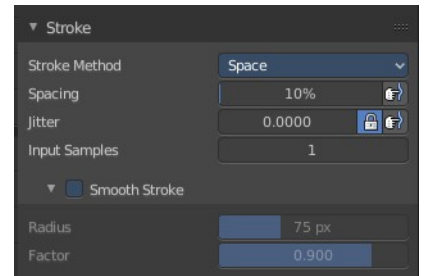 Stroke
Stroke Method Space
Spacing 10%
Jitter 0.0000
Input Samples 1
Smooth Stroke
Radius 75 px
Factor 0.900